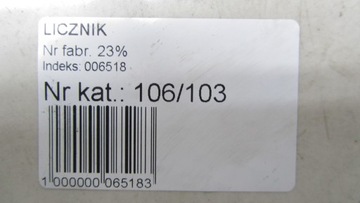 LICZNIK
Nr fabr. 23%
Indeks: 006518
Nr kat.: 106/103
1 000000 065183